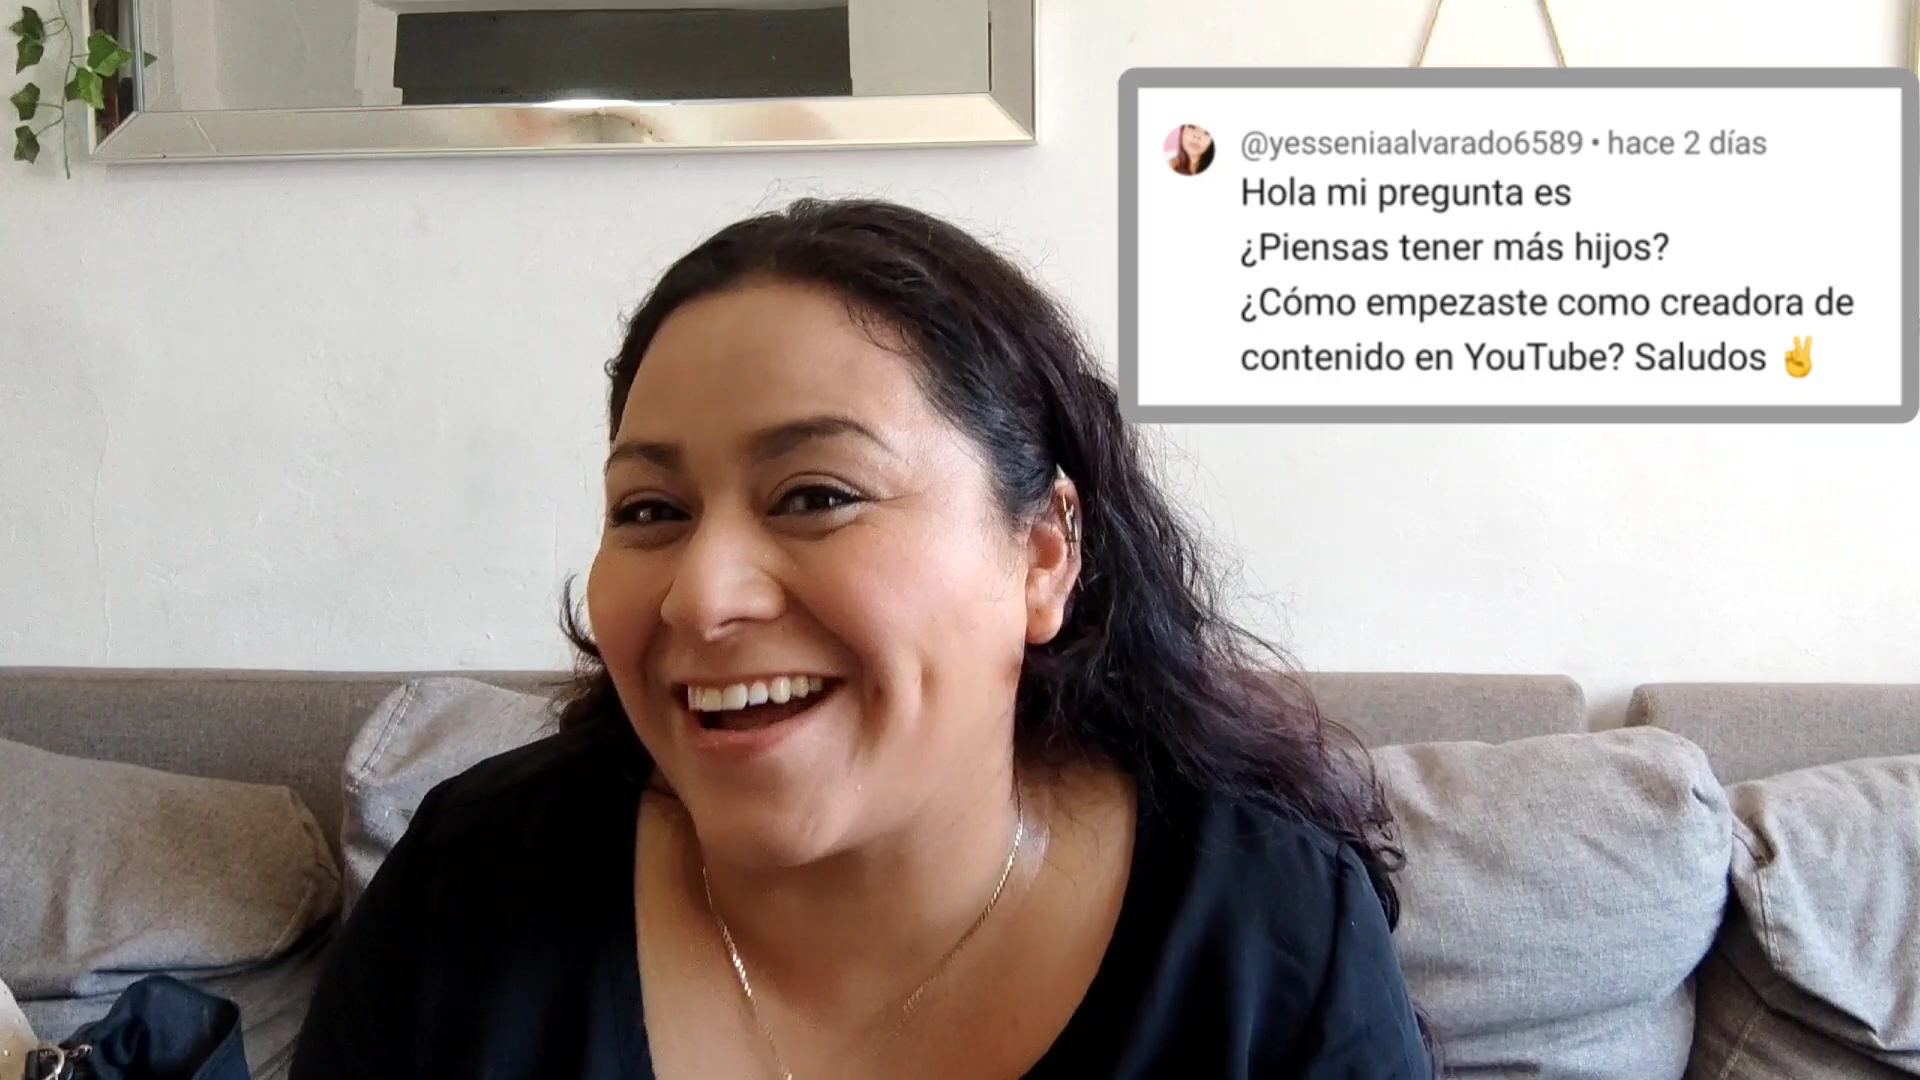 @yesseniaalvarado6589 • hace 2 días
Hola mi pregunta es
¿Piensas tener más hijos?
¿Cómo empezaste como creadora de
contenido en YouTube? Saludos ✌️